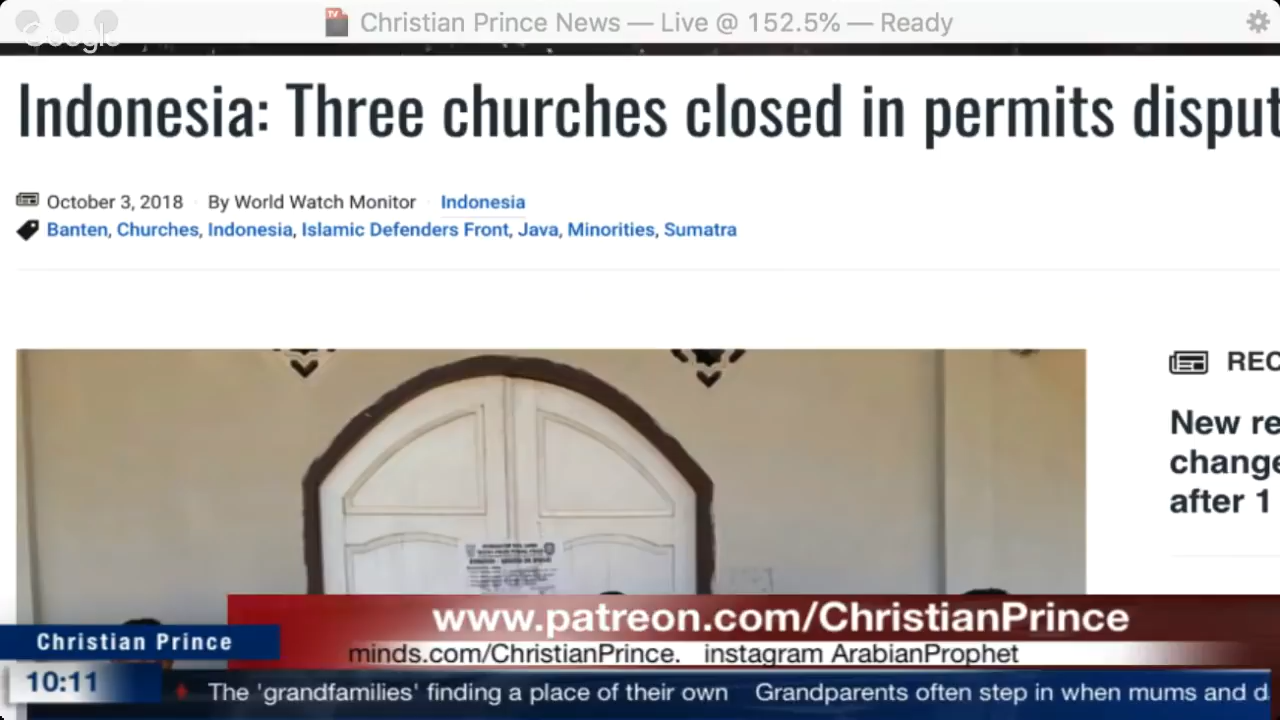 Christian Prince News — Live @ 152.5% — Ready
Google
Indonesia: Three churches closed in permits disput
October 3, 2018 · By World Watch Monitor · Indonesia
Banten, Churches, Indonesia, Islamic Defenders Front, Java, Minorities, Sumatra
REC
New re
change
after 1
www.patreon.com/ChristianPrince
Christian Prince
minds.com/ChristianPrince. instagram ArabianProphet
10:11
The 'grandfamilies' finding a place of their own Grandparents often step in when mums and d